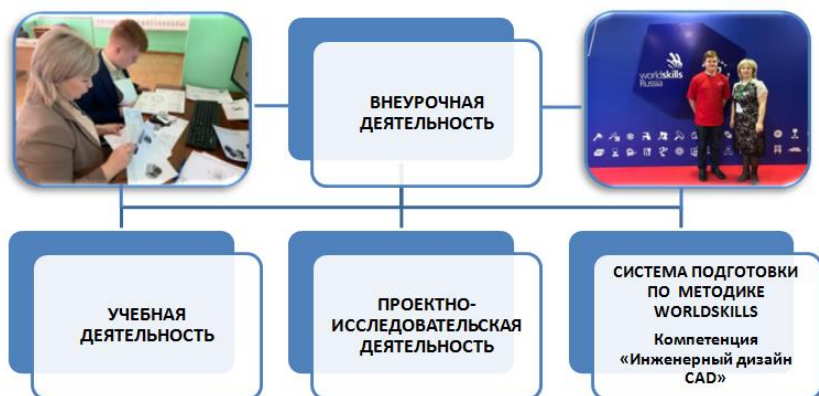 worldskills
Russia
ВНЕУРОЧНАЯ
ДЕЯТЕЛЬНОСТЬ
УЧЕБНАЯ
ДЕЯТЕЛЬНОСТЬ
ПРОЕКТНО-
ИССЛЕДОВАТЕЛЬСКАЯ
ДЕЯТЕЛЬНОСТЬ
СИСТЕМА ПОДГОТОВКИ
ПО МЕТОДИКЕ
WORLDSKILLS
Компетенция
«Инженерный дизайн
CAD»